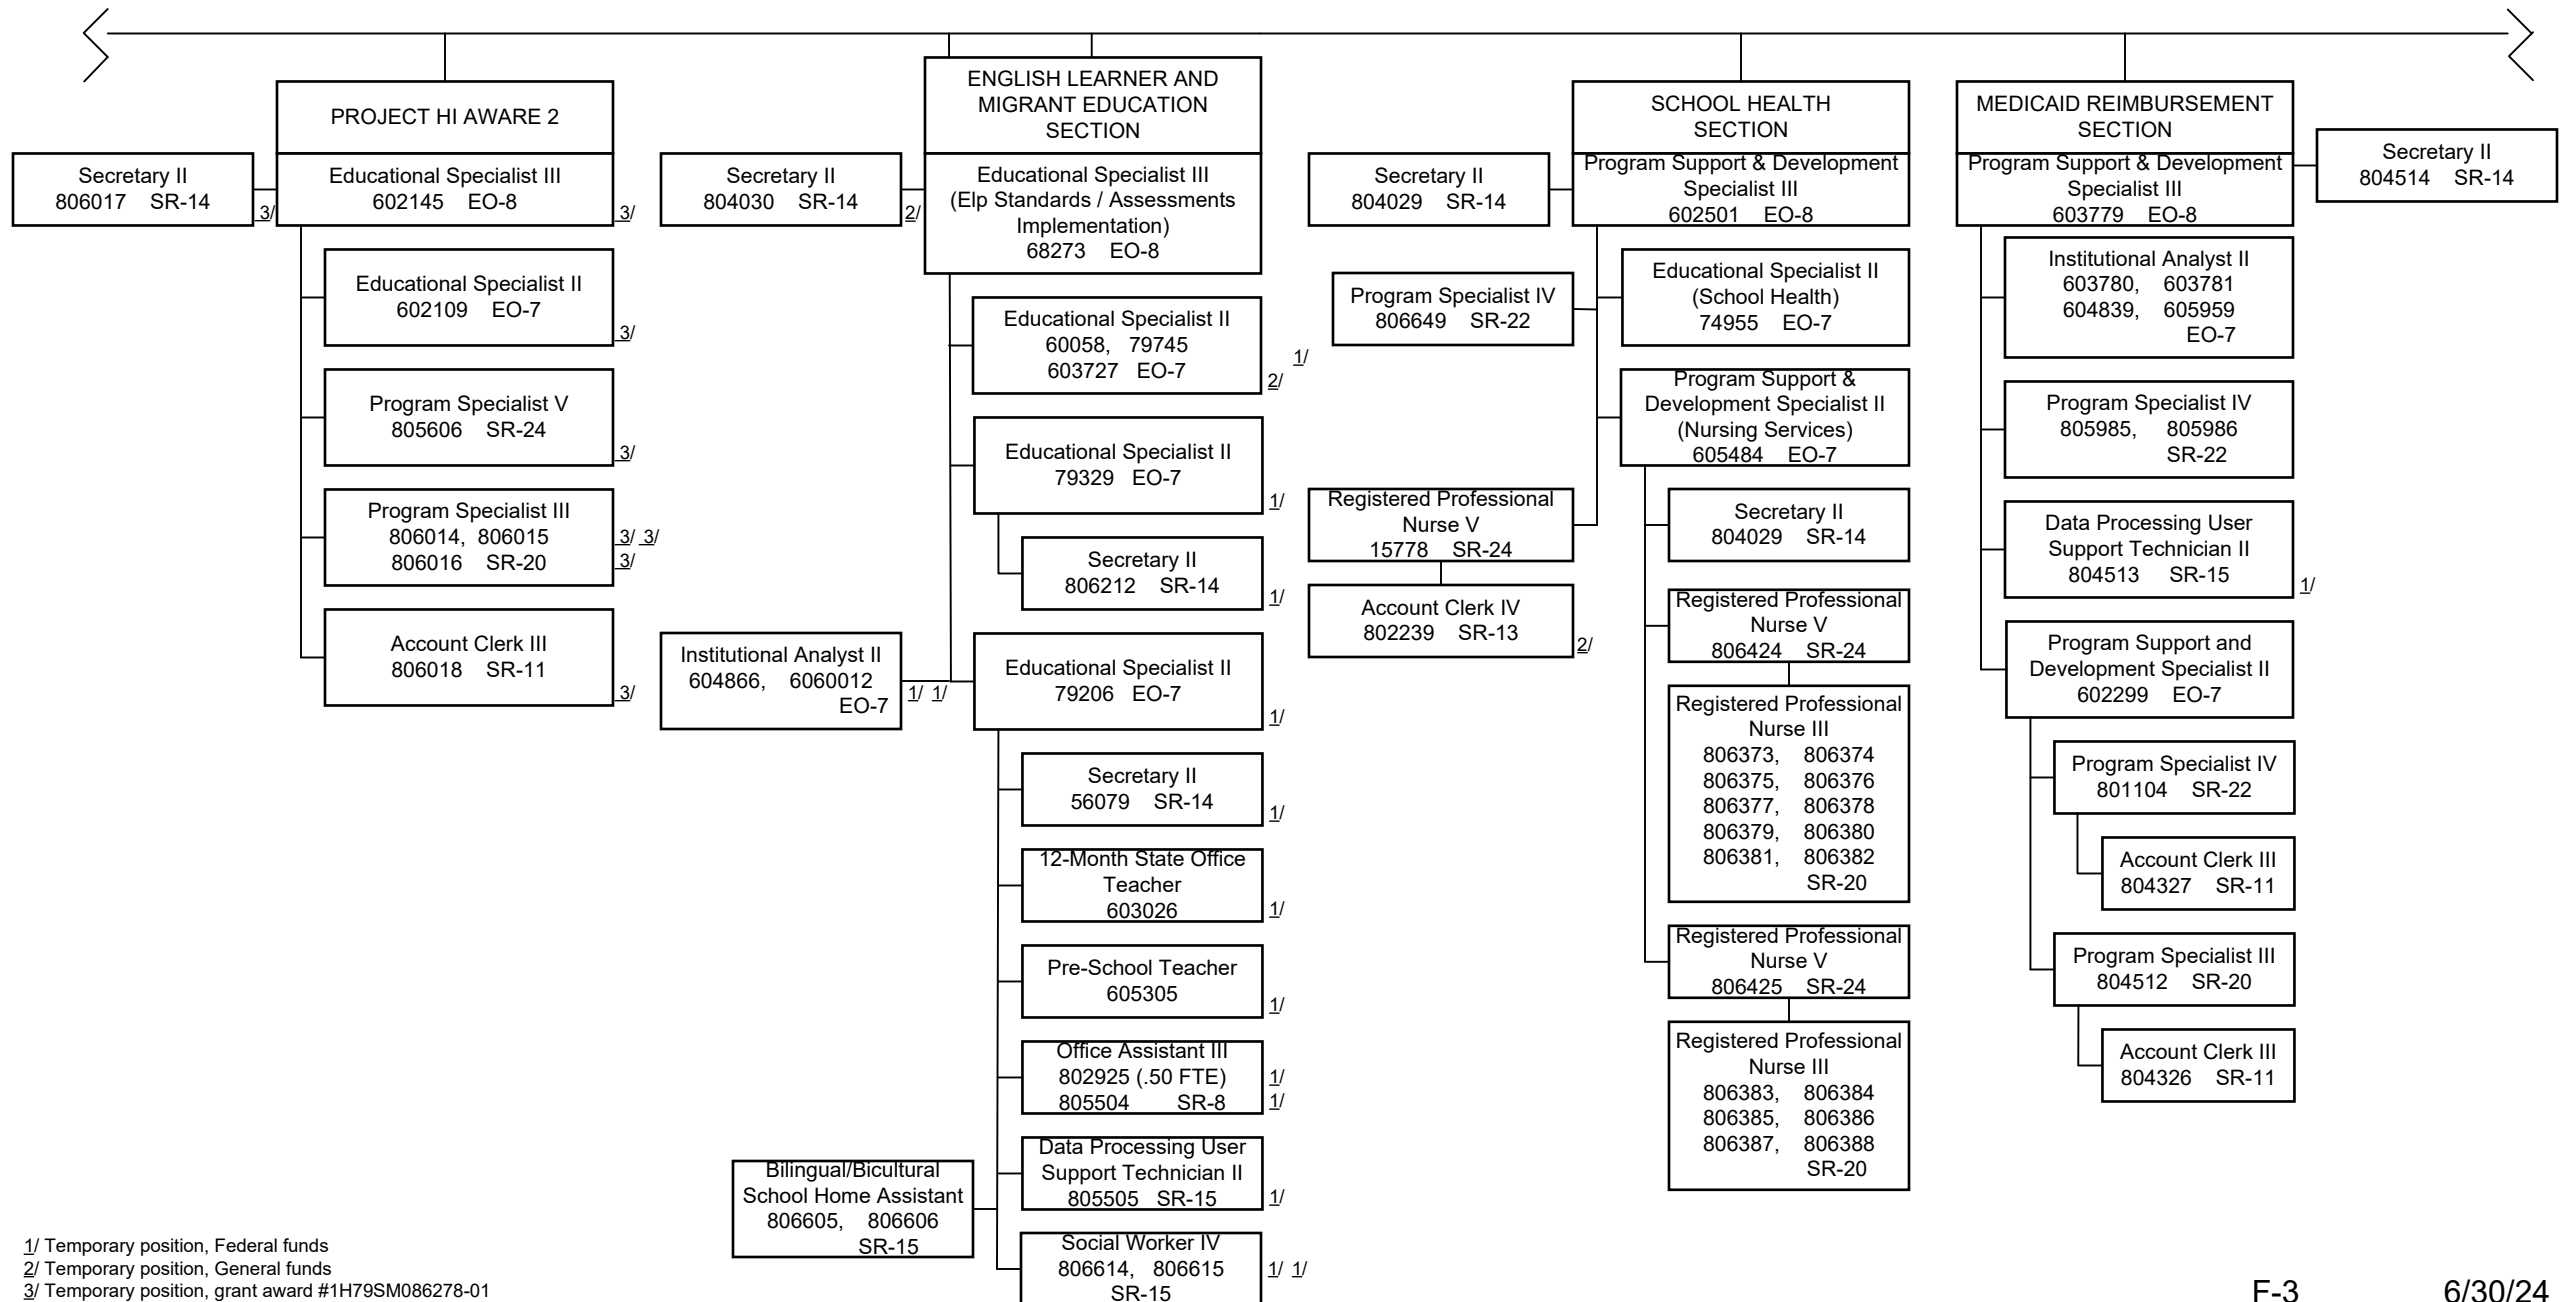 PROJECT HI AWARE 2
Secretary II
806017 SR-14
3/
Educational Specialist III
602145 EO-8
3/
Educational Specialist II
602109 EO-7
3/
Program Specialist V
805606 SR-24
3/
Program Specialist III
806014, 806015
3/ 3/
806016 SR-20
3/
Account Clerk III
806018 SR-11
3/
ENGLISH LEARNER AND
MIGRANT EDUCATION
SECTION
Secretary II
804030 SR-14
2/
Educational Specialist III
(Elp Standards / Assessments
Implementation)
68273 EO-8
Educational Specialist II
60058, 79745
1/
603727 EO-7
2/
Educational Specialist II
79329 EO-7
1/
Secretary II
806212 SR-14
1/
Institutional Analyst II
604866, 6060012
1/ 1/
EO-7
Educational Specialist II
79206 EO-7
1/
Secretary II
56079 SR-14
1/
12-Month State Office
Teacher
603026
1/
Pre-School Teacher
605305
1/
Office Assistant III
802925 (.50 FTE)
1/
805504 SR-8
1/
Data Processing User
Support Technician II
805505 SR-15
1/
Bilingual/Bicultural
School Home Assistant
806605, 806606
SR-15
Social Worker IV
806614, 806615
1/ 1/
SR-15
SCHOOL HEALTH
SECTION
Secretary II
804029 SR-14
Program Support & Development
Specialist III
602501 EO-8
Program Specialist IV
806649 SR-22
Educational Specialist II
(School Health)
74955 EO-7
Program Support &
Development Specialist II
(Nursing Services)
605484 EO-7
Registered Professional
Nurse V
15778 SR-24
Account Clerk IV
802239 SR-13
2/
Secretary II
804029 SR-14
Registered Professional
Nurse V
806424 SR-24
Registered Professional
Nurse III
806373, 806374
806375, 806376
806377, 806378
806379, 806380
806381, 806382
SR-20
Registered Professional
Nurse V
806425 SR-24
Registered Professional
Nurse III
806383, 806384
806385, 806386
806387, 806388
SR-20
MEDICAID REIMBURSEMENT
SECTION
Program Support & Development
Specialist III
603779 EO-8
Secretary II
804514 SR-14
Institutional Analyst II
603780, 603781
604839, 605959
EO-7
Program Specialist IV
805985, 805986
SR-22
Data Processing User
Support Technician II
804513 SR-15
1/
Program Support and
Development Specialist II
602299 EO-7
Program Specialist IV
801104 SR-22
Account Clerk III
804327 SR-11
Program Specialist III
804512 SR-20
Account Clerk III
804326 SR-11
1/ Temporary position, Federal funds
2/ Temporary position, General funds
3/ Temporary position, grant award #1H79SM086278-01
F-3 6/30/24